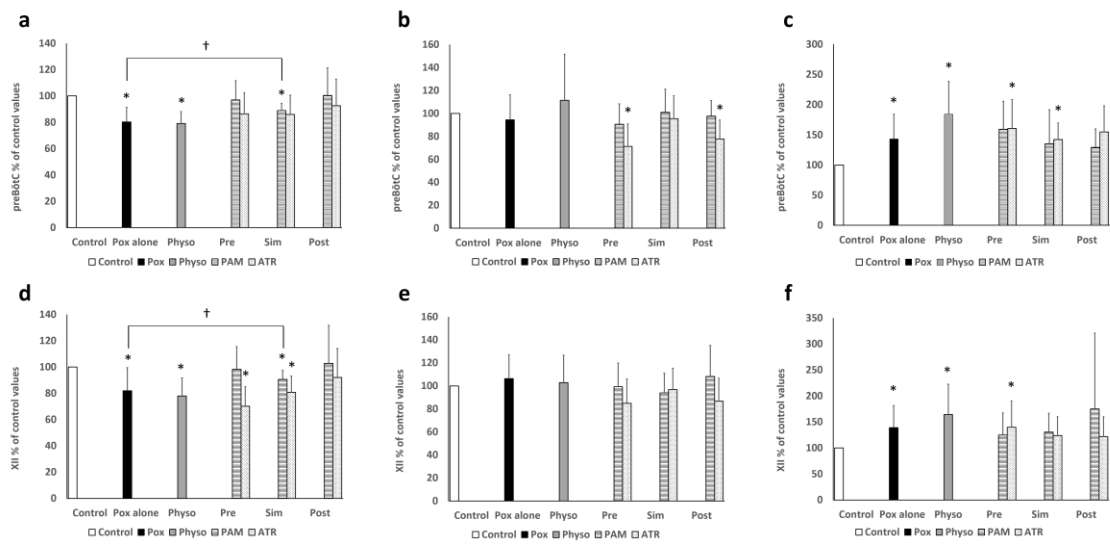 a
†
* * *
140
120
100
80
60
40
20
0
preBötC % of control values
Control Pox alone Physo Pre Sim Post
Control Pox Physo PAM ATR
b
* *
160
140
120
100
80
60
40
20
0
preBötC % of control values
Control Pox alone Physo Pre Sim Post
Control Pox Physo PAM ATR
c
* * * *
300
250
200
150
100
50
0
preBötC % of control values
Control Pox alone Physo Pre Sim Post
Control Pox Physo PAM ATR
d
†
* * * * *
140
120
100
80
60
40
20
0
XII % of control values
Control Pox alone Physo Pre Sim Post
Control Pox Physo PAM ATR
e
160
140
120
100
80
60
40
20
0
XII % of control values
Control Pox alone Physo Pre Sim Post
Control Pox Physo PAM ATR
f
* * *
350
300
250
200
150
100
50
0
XII % of control values
Control Pox alone Physo Pre Sim Post
Control Pox Physo PAM ATR